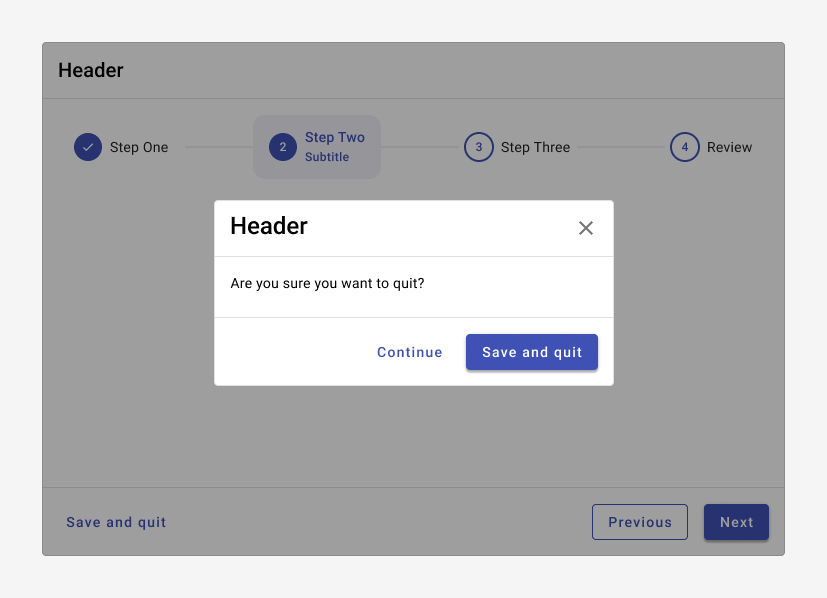 Header
Step One
2
Step Two
Subtitle
3
Step Three
4
Review
Header
Are you sure you want to quit?
Continue
Save and quit
Save and quit
Previous
Next